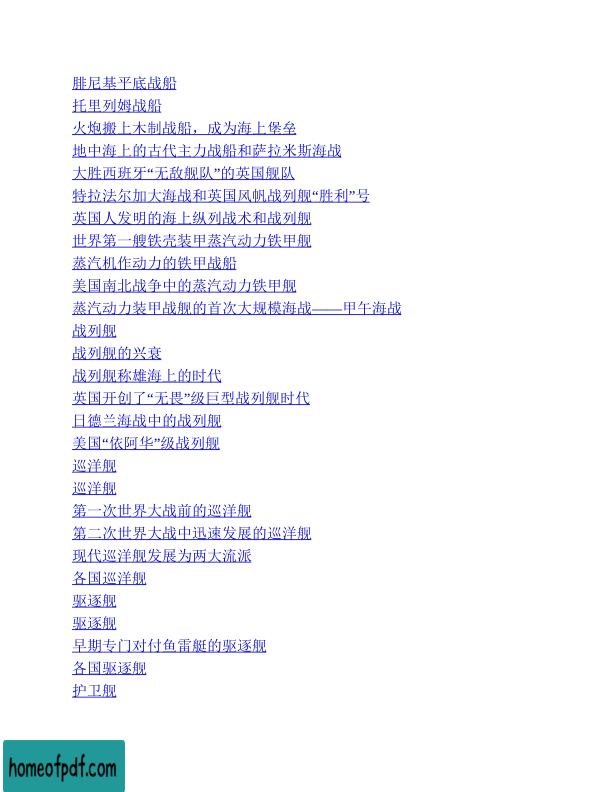 腓尼基平底战船
托里列姆战船
火炮搬上木制战船，成为海上堡垒
地中海上的古代主力战船和萨拉米斯海战
大胜西班牙“无敌舰队”的英国舰队
特拉法尔加大海战和英国风帆战列舰“胜利”号
英国人发明的海上纵列战术和战列舰
世界第一艘铁壳装甲蒸汽动力铁甲舰
蒸汽机作动力的铁甲战船
美国南北战争中的蒸汽动力铁甲舰
蒸汽动力装甲战舰的首次大规模海战——甲午海战
战列舰
战列舰的兴衰
战列舰称雄海上的时代
英国开创了“无畏”级巨型战列舰时代
日德兰海战中的战列舰
美国“依阿华”级战列舰
巡洋舰
巡洋舰
第一次世界大战前的巡洋舰
第二次世界大战中迅速发展的巡洋舰
现代巡洋舰发展为两大流派
各国巡洋舰
驱逐舰
驱逐舰
早期专门对付鱼雷艇的驱逐舰
各国驱逐舰
护卫舰
homeofpdf.com